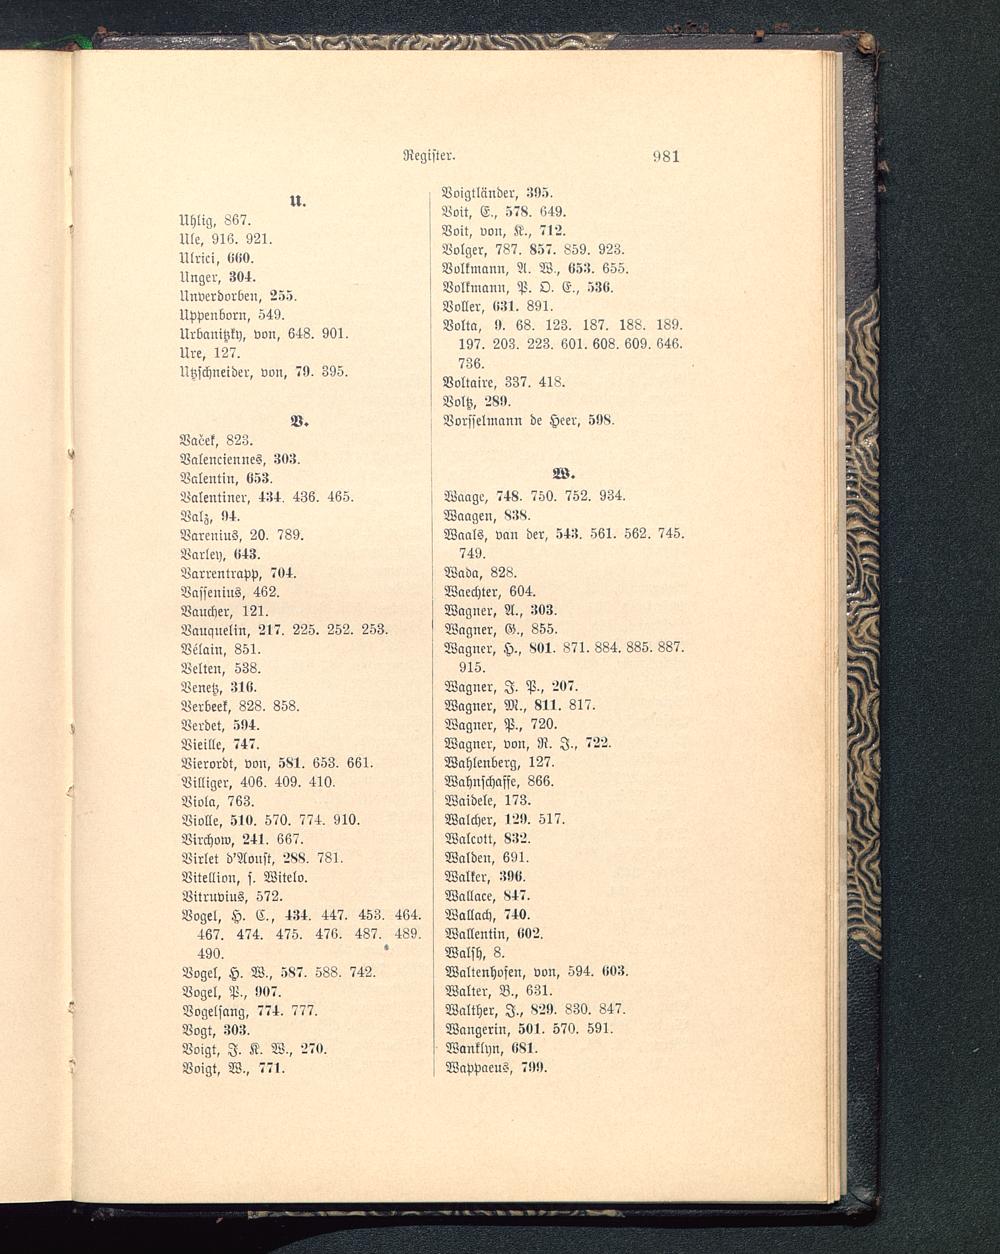 Register.
981
U.
Uhlig, 867.
Ule, 916. 921.
Ulrici, 660.
Unger, 304.
Unverdorben, 255.
Uppenborn, 549.
Urbanitzky, von, 648. 901.
Ure, 127.
Utzschneider, von, 79. 395.
V.
Vaček, 823.
Valenciennes, 303.
Valentin, 653.
Valentiner, 434. 436. 465.
Valz, 94.
Varenius, 20. 789.
Varley, 643.
Varrentrapp, 704.
Vassenius, 462.
Vaucher, 121.
Vauquelin, 217. 225. 252. 253.
Vélain, 851.
Velten, 538.
Venetz, 316.
Verbeek, 828. 858.
Verdet, 594.
Vieille, 747.
Vierordt, von, 581. 653. 661.
Villiger, 406. 409. 410.
Viola, 763.
Violle, 510. 570. 774. 910.
Virchow, 241. 667.
Virlet d'Aoust, 288. 781.
Vitellion, s. Witelo.
Vitruvius, 572.
Vogel, H. C., 434. 447. 453. 464.
467. 474. 475. 476. 487. 489.
490.
Vogel, H. W., 587. 588. 742.
Vogel, P., 907.
Vogelsang, 774. 777.
Vogt, 303.
Voigt, J. K. W., 270.
Voigt, W., 771.
Voigtländer, 395.
Voit, E., 578. 649.
Voit, von, K., 712.
Volger, 787. 857. 859. 923.
Volkmann, A. W., 653. 655.
Volkmann, P. O. E., 536.
Voller, 631. 891.
Volta, 9. 68. 123. 187. 188. 189.
197. 203. 223. 601. 608. 609. 646.
736.
Voltaire, 337. 418.
Voltz, 289.
Vorsselmann de Heer, 598.
W.
Waage, 748. 750. 752. 934.
Waagen, 838.
Waals, van der, 543. 561. 562. 745.
749.
Wada, 828.
Waechter, 604.
Wagner, A., 303.
Wagner, G., 855.
Wagner, H., 801. 871. 884. 885. 887.
915.
Wagner, J. P., 207.
Wagner, M., 811. 817.
Wagner, P., 720.
Wagner, von, R. J., 722.
Wahlenberg, 127.
Wahnschaffe, 866.
Waidele, 173.
Walcher, 129. 517.
Walcott, 832.
Walden, 691.
Walker, 396.
Wallace, 847.
Wallach, 740.
Wallentin, 602.
Walsh, 8.
Waltenhofen, von, 594. 603.
Walter, B., 631.
Walther, J., 829. 830. 847.
Wangerin, 501. 570. 591.
Wanklyn, 681.
Wappaeus, 799.